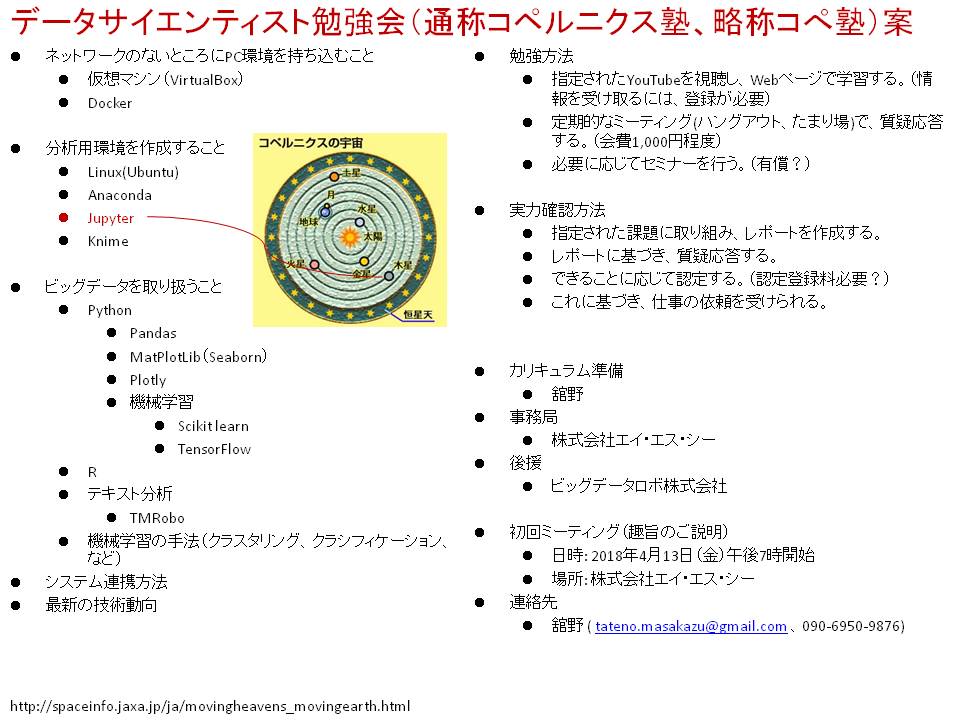 データサイエンティスト勉強会（通称コペルニクス塾、略称コペ塾）案
● ネットワークのないところにPC環境を持ち込むこと
● 仮想マシン（VirtualBox）
● Docker
● 分析用環境を作成すること
● Linux(Ubuntu)
● Anaconda
● Jupyter
● Knime
● ビッグデータを取り扱うこと
● Python
● Pandas
● MatPlotLib（Seaborn）
● Plotly
● 機械学習
● Scikit learn
● TensorFlow
● R
● テキスト分析
● TMRobo
● 機械学習の手法（クラスタリング、クラシフィケーション、
など）
● システム連携方法
● 最新の技術動向
コペルニクスの宇宙
土星
月
水星
地球
太陽
火星
金星
木星
恒星天
● 勉強方法
● 指定されたYouTubeを視聴し、Webページで学習する。（情
報を受け取るには、登録が必要）
● 定期的なミーティング(ハングアウト、たまり場)で、質疑応答
する。（会費1,000円程度）
● 必要に応じてセミナーを行う。（有償？）
● 実力確認方法
● 指定された課題に取り組み、レポートを作成する。
● レポートに基づき、質疑応答する。
● できることに応じて認定する。（認定登録料必要？）
● これに基づき、仕事の依頼を受けられる。
● カリキュラム準備
● 舘野
● 事務局
● 株式会社エイ・エス・シー
● 後援
● ビッグデータロボ株式会社
● 初回ミーティング（趣旨のご説明）
● 日時: 2018年4月13日（金）午後7時開始
● 場所: 株式会社エイ・エス・シー
● 連絡先
● 舘野 ( tateno.masakazu@gmail.com 、 090-6950-9876)
http://spaceinfo.jaxa.jp/ja/movingheavens_movingearth.html